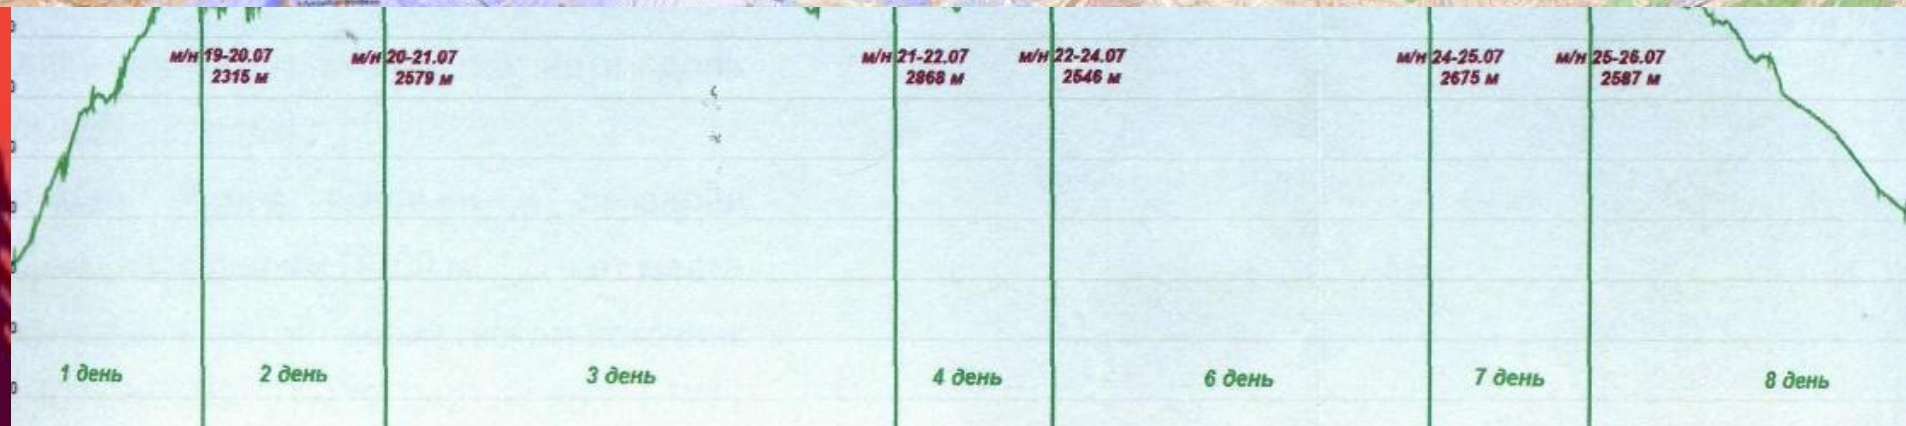 м/н 19-20.07
2315 м
м/н 20-21.07
2579 м
м/н 21-22.07
2868 м
м/н 22-24.07
2546 м
м/н 24-25.07
2675 м
м/н 25-26.07
2587 м
1 день
2 день
3 день
4 день
6 день
7 день
8 день